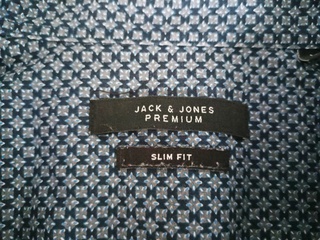 JACK & JONES
PREMIUM
SLIM FIT